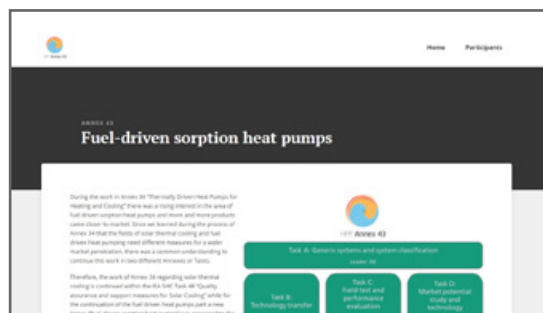 HPP Annex 43
Home Participants
ANNEX 43
Fuel-driven sorption heat pumps
During the work in Annex 34 "Thermally Driven Heat Pumps for
Heating and Cooling" there was a rising interest in the area of
fuel driven sorption heat pumps and more and more products
came closer to market. Since we learned during the process of
Annex 34 that the fields of solar thermal cooling and fuel
driven heat pumping need different measures for a wider
market penetration, there was a common understanding to
continue this work in two different Annexes or Tasks.
Therefore, the work of Annex 34 regarding solar thermal
cooling is continued within the IEA SHC Task 48 "Quality
assurance and support measures for Solar Cooling" while for
the continuation of the fuel driven heat pumps part a new
HPP Annex 43
Task A: Generic systems and system classification
Leader: DE
Task B:
Technology transfer
Task C:
Field test and
performance
evaluation
Task D:
Market potential
study and
technology